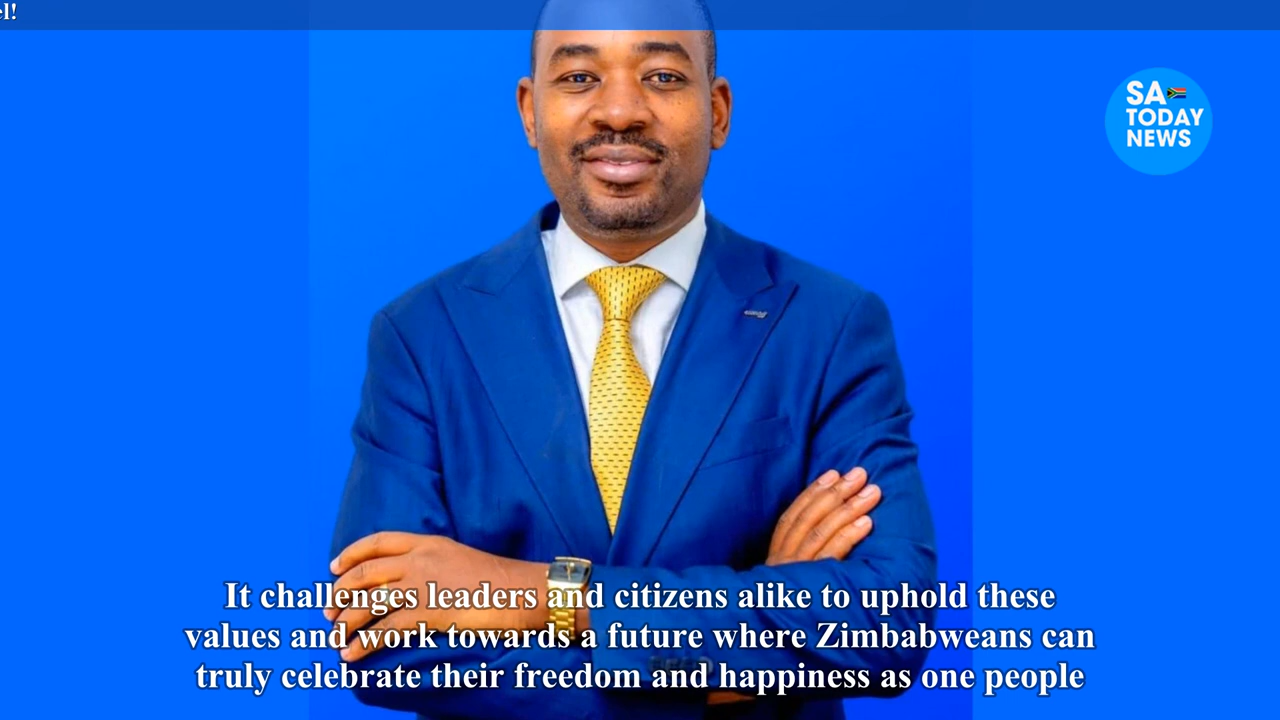 el!
SA
TODAY
NEWS
It challenges leaders and citizens alike to uphold these
values and work towards a future where Zimbabweans can
truly celebrate their freedom and happiness as one people